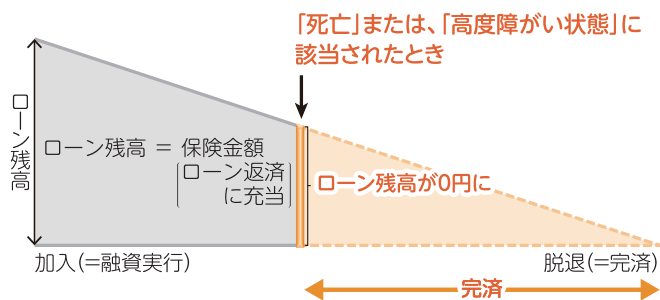 「死亡」または、「高度障がい状態」に
該当されたとき
ローン残高
ローン残高 ＝ 保険金額
ローン返済
に充当
ローン残高が0円に
加入(=融資実行)
脱退(=完済)
完済